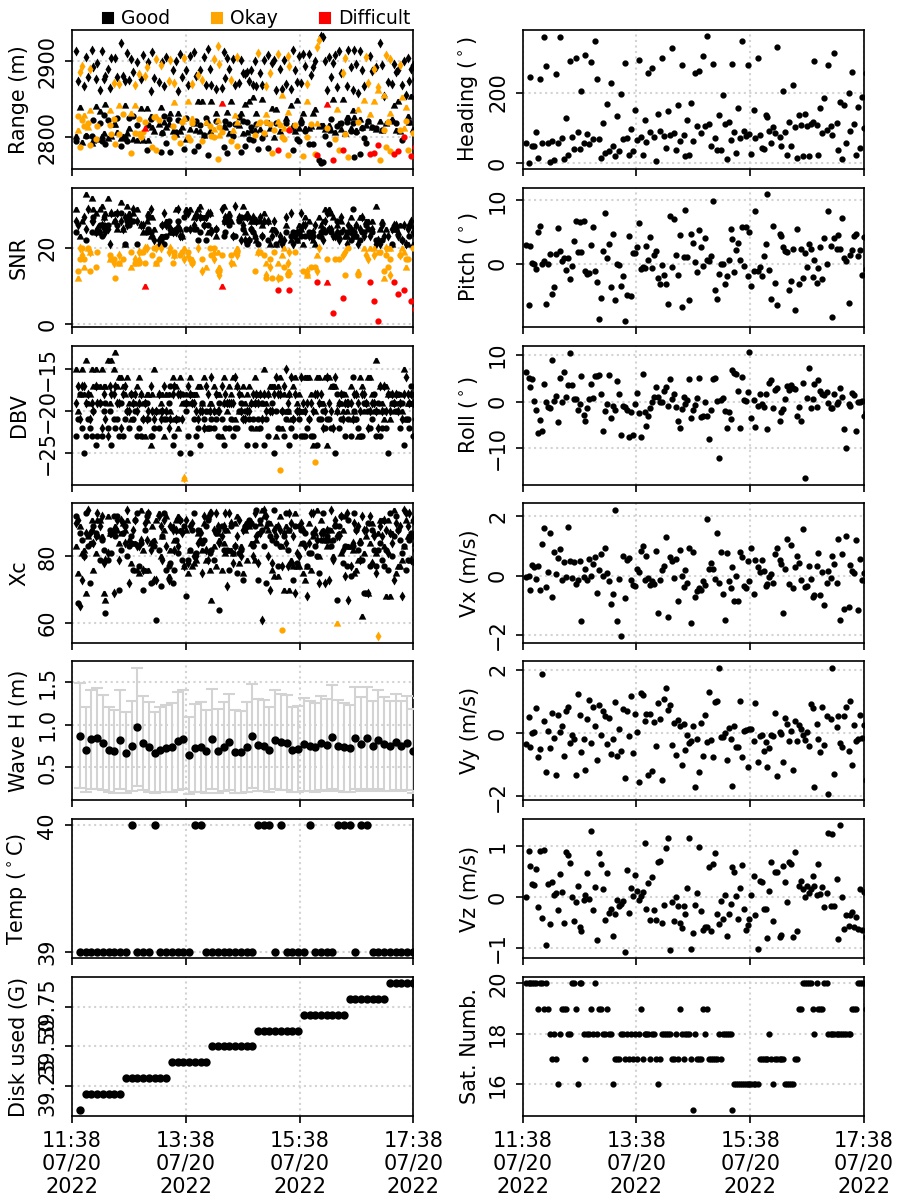 Good Okay Difficult
Range (m)
2900
2800
Heading (°)
200
0
SNR
20
0
Pitch (°)
10
0
DBV
−15
−20
−25
Roll (°)
10
0
−10
Xc
80
60
Vx (m/s)
2
0
−2
Wave H (m)
1.5
1.0
0.5
Vy (m/s)
2
0
−2
Temp (°C)
40
39
Vz (m/s)
1
0
−1
Disk used (G)
39.75
39.50
39.25
Sat. Numb.
20
18
16
11:38 13:38 15:38 17:38
07/20 07/20 07/20 07/20
2022 2022 2022 2022
11:38 13:38 15:38 17:38
07/20 07/20 07/20 07/20
2022 2022 2022 2022